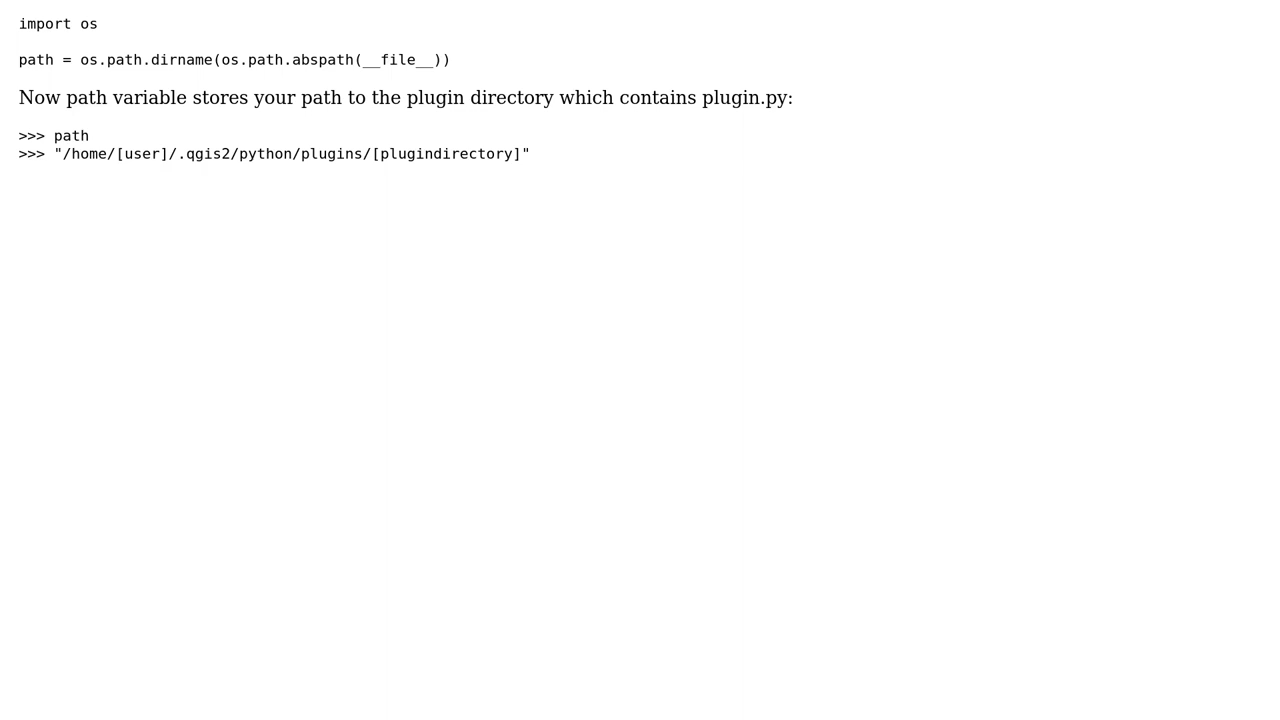 import os
path = os.path.dirname(os.path.abspath(__file__))
Now path variable stores your path to the plugin directory which contains plugin.py:
>>> path
>>> "/home/[user]/.qgis2/python/plugins/[plugindirectory]"